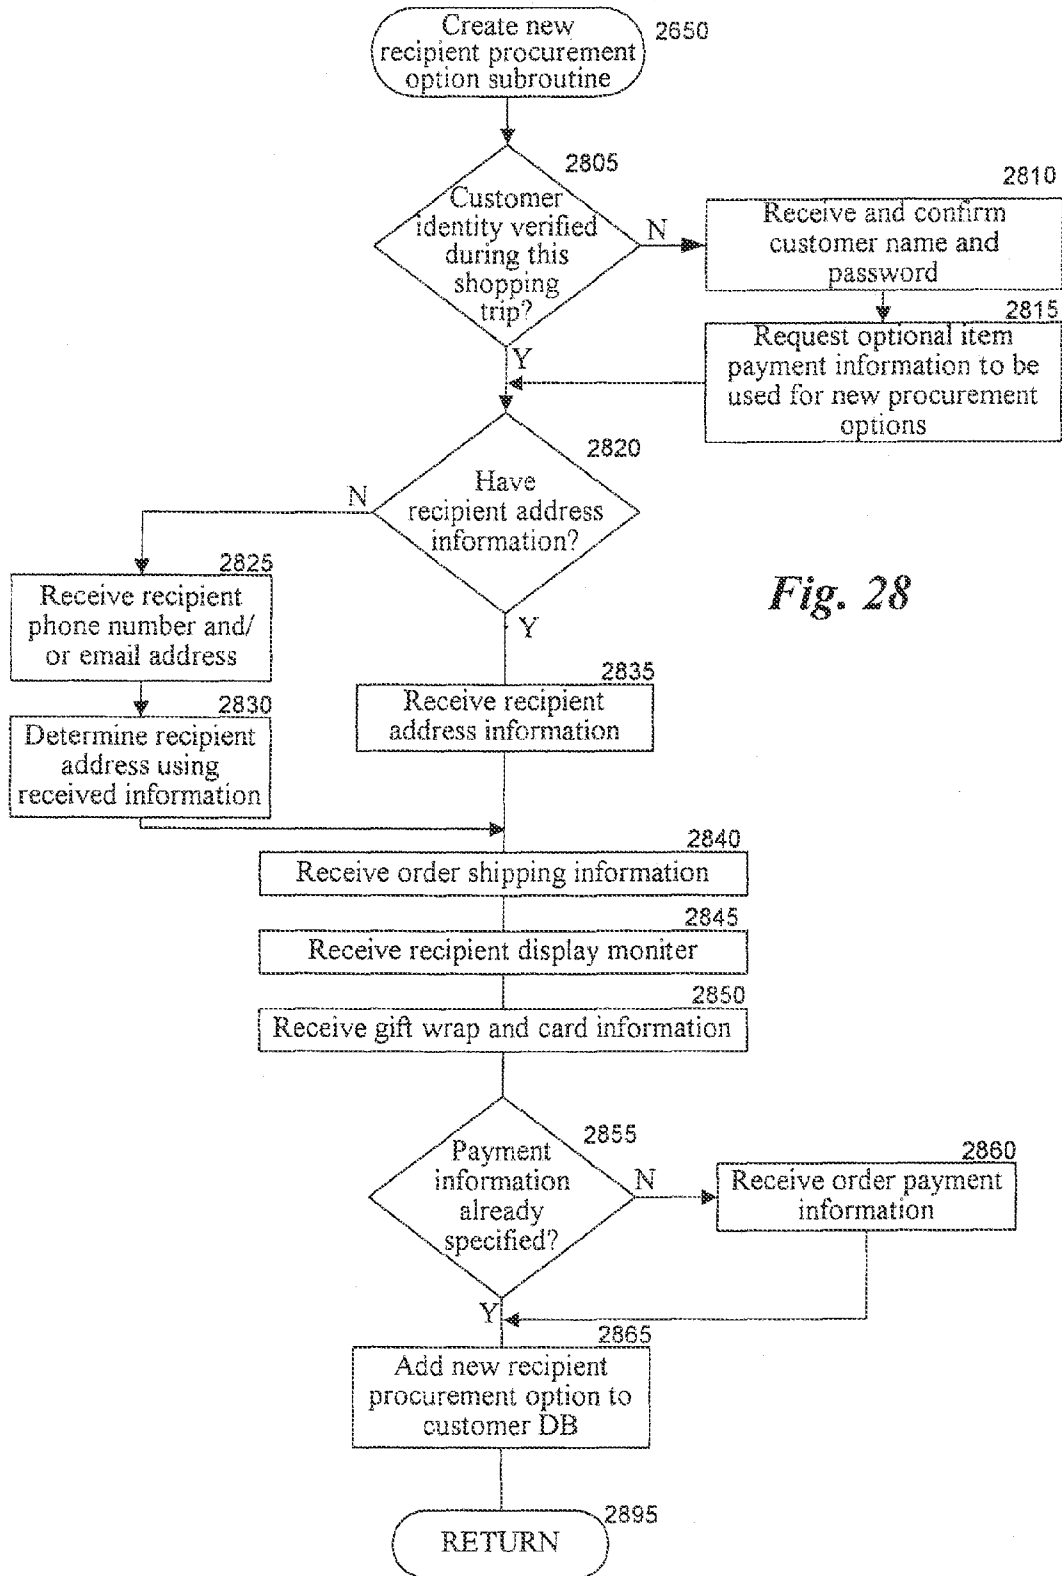 Create new
recipient procurement
option subroutine
2650
2805
Customer
identity verified
during this
shopping
trip?
N
2810
Receive and confirm
customer name and
password
2815
Request optional item
payment information to be
used for new procurement
options
Y
2820
Have
recipient address
information?
N
2825
Receive recipient
phone number and/
or email address
Fig. 28
Y
2835
Receive recipient
address information
2830
Determine recipient
address using
received information
2840
Receive order shipping information
2845
Receive recipient display moniter
2850
Receive gift wrap and card information
2855
Payment
information
already
specified?
N
2860
Receive order payment
information
Y
2865
Add new recipient
procurement option to
customer DB
2895
RETURN